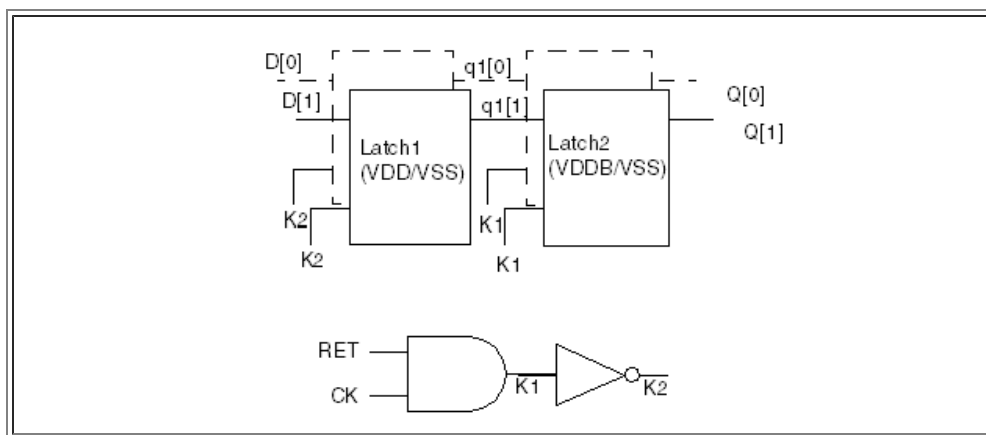 D[0]
q1[0]
D[1]
q1[1]
Q[0]
Q[1]
Latch1
(VDD/VSS)
Latch2
(VDDB/VSS)
K2
K1
K2
K1
RET
CK
K1
K2